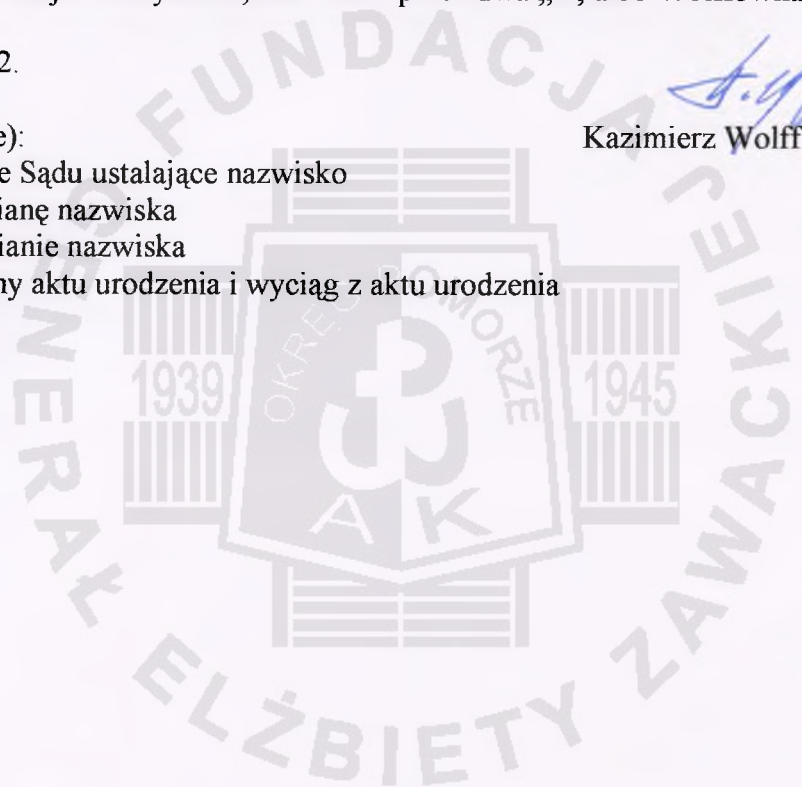 2.
e):
Kazimierz Wolff
e Sądu ustalające nazwisko
ianę nazwiska
ianie nazwiska
ny aktu urodzenia i wyciąg z aktu urodzenia
FUNDACJA GENERAŁ ELŻBIETY ZAWACKIEJ
OKRĘG POMORZE
1939
1945
AK